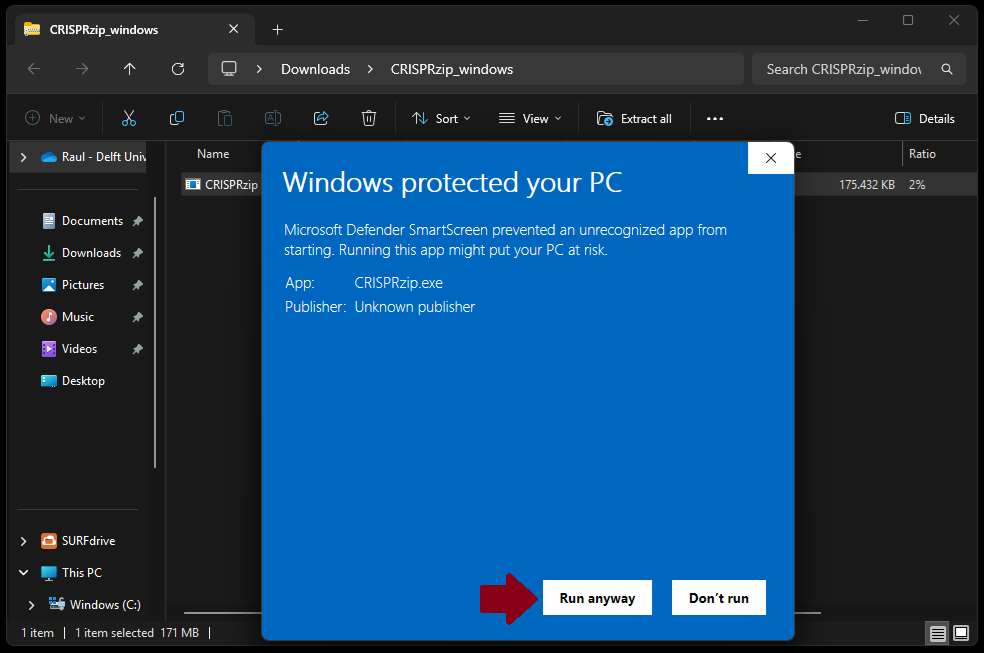 CRISPRzip_windows
Downloads
CRISPRzip_windows
Search CRISPRzip_windov
New
Sort
View
Extract all
Details
Raul - Delft Univ
Name
Ratio
CRISPRzip
175.432 KB
2%
Windows protected your PC
Microsoft Defender SmartScreen prevented an unrecognized app from
starting. Running this app might put your PC at risk.
App: CRISPRzip.exe
Publisher: Unknown publisher
Documents
Downloads
Pictures
Music
Videos
Desktop
SURFdrive
This PC
Windows (C:)
Run anyway
Don't run
1 item
1 item selected 171 MB